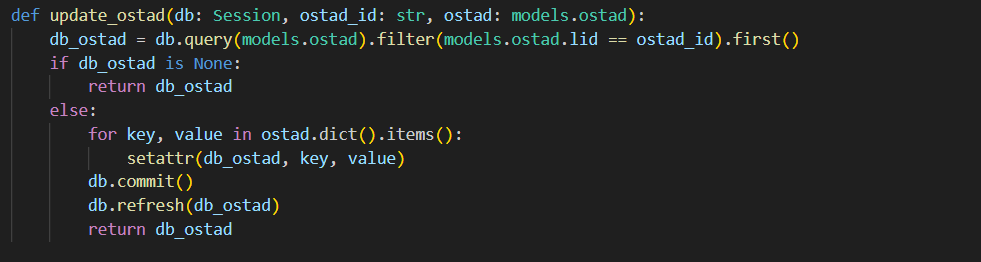 def update_ostad(db: Session, ostad_id: str, ostad: models.ostad):
    db_ostad = db.query(models.ostad).filter(models.ostad.lid == ostad_id).first()
    if db_ostad is None:
        return db_ostad
    else:
        for key, value in ostad.dict().items():
            setattr(db_ostad, key, value)
        db.commit()
        db.refresh(db_ostad)
        return db_ostad